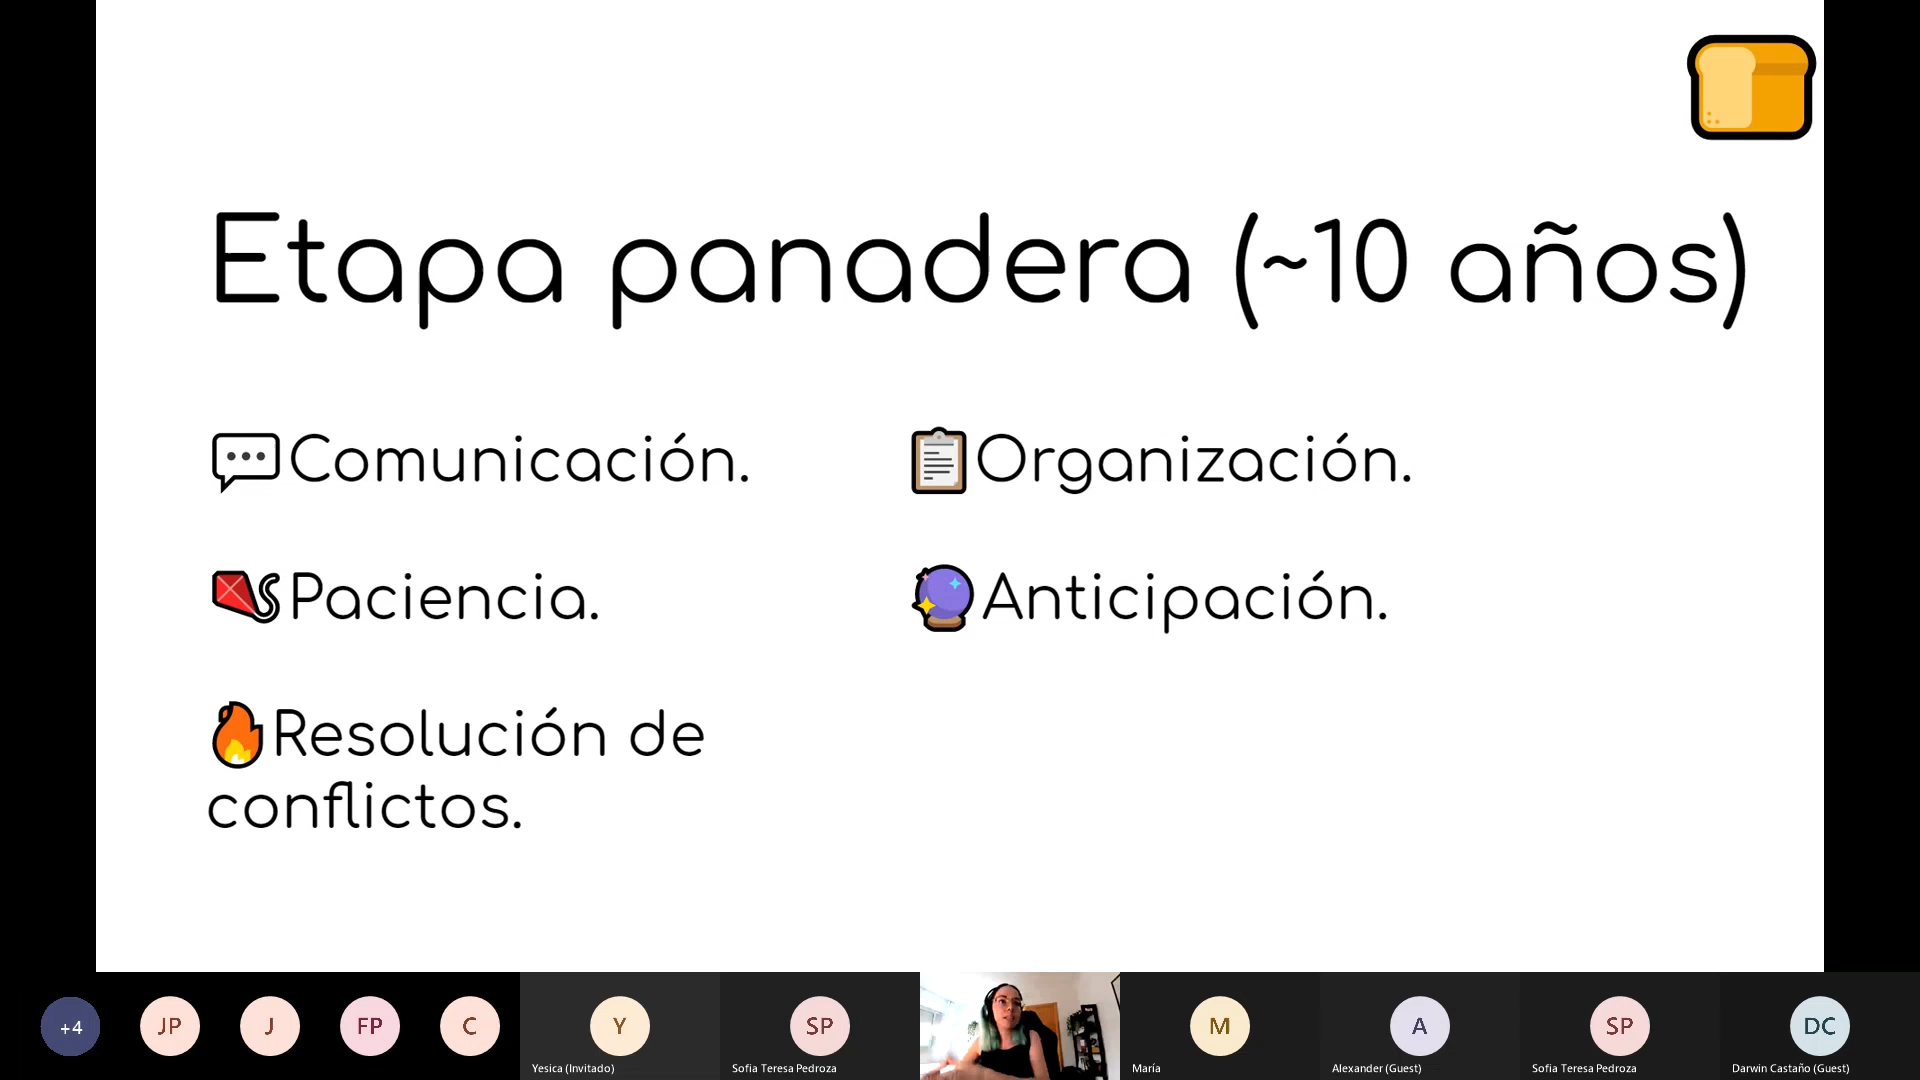 Etapa panadera (~10 años)
Comunicación.
Paciencia.
Resolución de
conflictos.
Organización.
Anticipación.
+4
JP
J
FP
C
Y
Yesica (Invitado)
SP
Sofia Teresa Pedroza
M
María
A
Alexander (Guest)
SP
Sofia Teresa Pedroza
DC
Darwin Castaño (Guest)